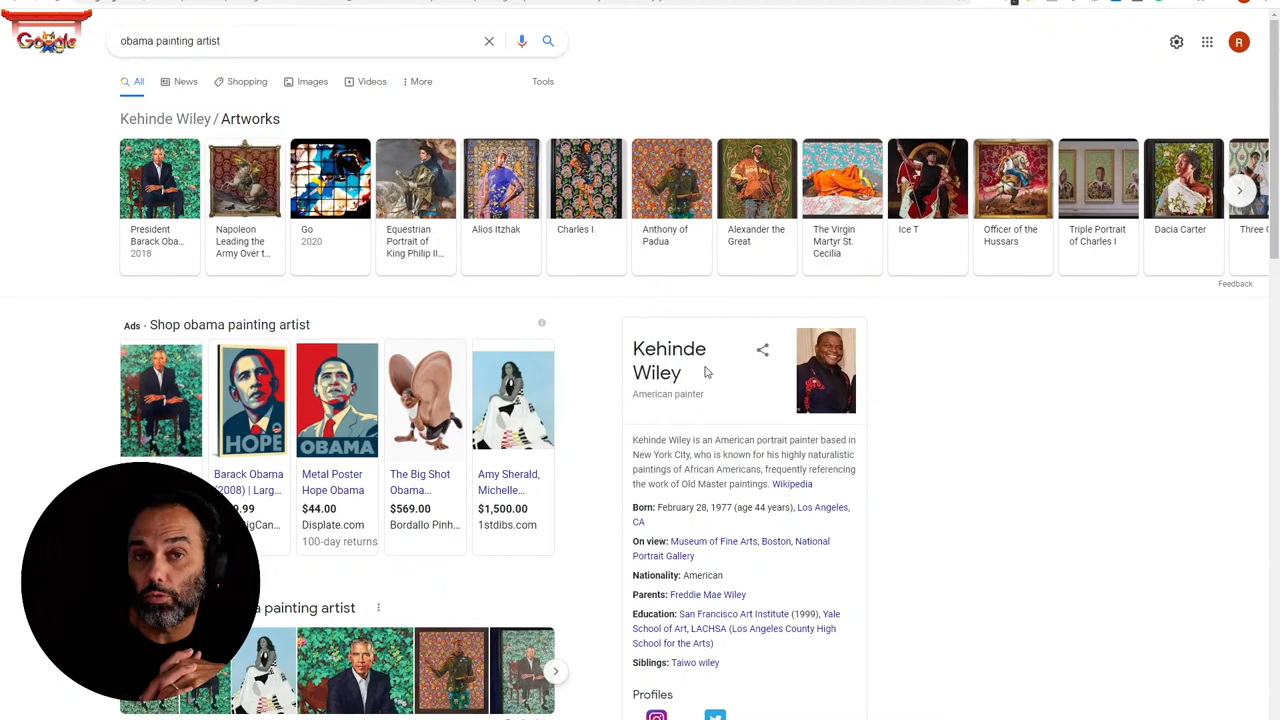 Google
obama painting artist
All
News
Shopping
Images
Videos
More
Tools
R
Kehinde Wiley / Artworks
President
Barack Oba...
2018
Napoleon
Leading the
Army Over t...
Go
2020
Equestrian
Portrait of
King Philip II...
Alios Itzhak
Charles I
Anthony of
Padua
Alexander the
Great
The Virgin
Martyr St.
Cecilia
Ice T
Officer of the
Hussars
Triple Portrait
of Charles I
Dacia Carter
Three
Feedback
Ads · Shop obama painting artist
HOPE
OBAMA
Barack Obama
(2008) | Larg...
Metal Poster
Hope Obama
$44.00
Displate.com
100-day returns
The Big Shot
Obama...
$569.00
Bordallo Pinh...
Amy Sherald,
Michelle...
$1,500.00
1stdibs.com
painting artist
Kehinde
Wiley
American painter
Kehinde Wiley is an American portrait painter based in
New York City, who is known for his highly naturalistic
paintings of African Americans, frequently referencing
the work of Old Master paintings. Wikipedia
Born: February 28, 1977 (age 44 years), Los Angeles,
CA
On view: Museum of Fine Arts, Boston, National
Portrait Gallery
Nationality: American
Parents: Freddie Mae Wiley
Education: San Francisco Art Institute (1999), Yale
School of Art, LACHSA (Los Angeles County High
School for the Arts)
Siblings: Taiwo wiley
Profiles